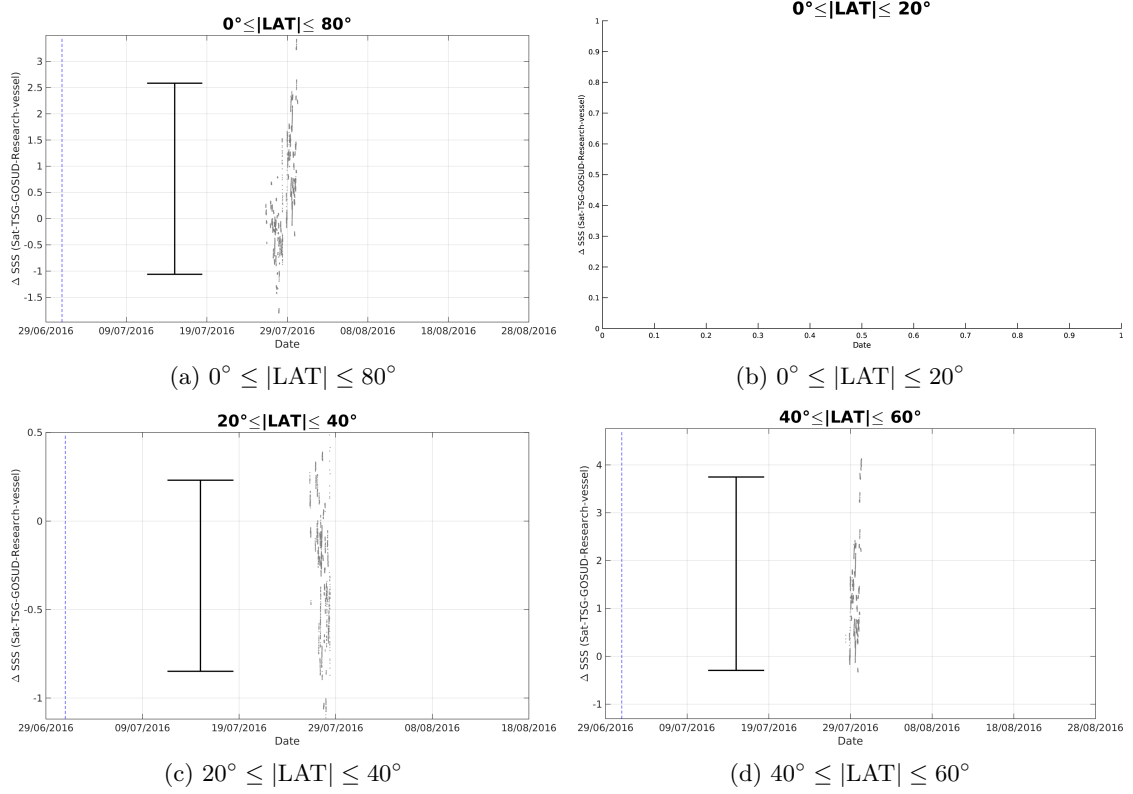 0°≤|LAT|≤ 80°
Δ SSS (Sat-TSG-GOSUD-Research-vessel)
3
2.5
2
1.5
1
0.5
0
-0.5
-1
-1.5
29/06/2016 09/07/2016 19/07/2016 29/07/2016 08/08/2016 18/08/2016 28/08/2016
Date
(a) 0° ≤ |LAT| ≤ 80°
0°≤|LAT|≤ 20°
Δ SSS (Sat-TSG-GOSUD-Research-vessel)
1
0.9
0.8
0.7
0.6
0.5
0.4
0.3
0.2
0.1
0
0 0.1 0.2 0.3 0.4 0.5 0.6 0.7 0.8 0.9 1
Date
(b) 0° ≤ |LAT| ≤ 20°
20°≤|LAT|≤ 40°
Δ SSS (Sat-TSG-GOSUD-Research-vessel)
0.5
0
-0.5
-1
29/06/2016 09/07/2016 19/07/2016 29/07/2016 08/08/2016 18/08/2016
Date
(c) 20° ≤ |LAT| ≤ 40°
40°≤|LAT|≤ 60°
Δ SSS (Sat-TSG-GOSUD-Research-vessel)
4
3
2
1
0
-1
29/06/2016 09/07/2016 19/07/2016 29/07/2016 08/08/2016 18/08/2016 28/08/2016
Date
(d) 40° ≤ |LAT| ≤ 60°